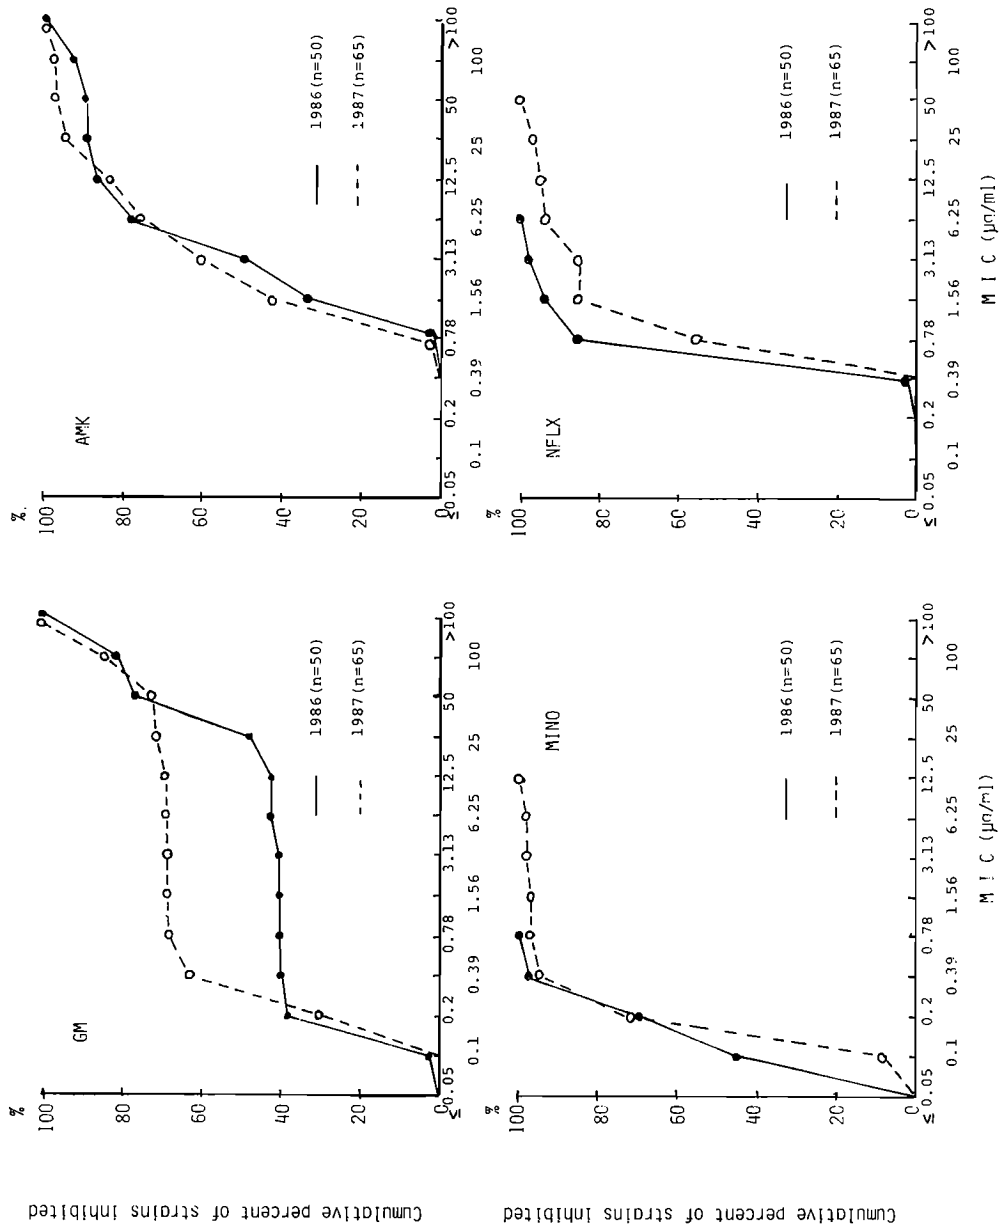 Cumulative percent of strains inhibited
%
100
80
60
40
20
0
GM
1986(n=50)
1987(n=65)
≤0.05 0.1 0.2 0.39 0.78 1.56 3.13 6.25 12.5 25 50 100 >100
%.
100
80
60
40
20
0
AMK
1986(n=50)
1987(n=65)
≤0.05 0.1 0.2 0.39 0.78 1.56 3.13 6.25 12.5 25 50 100 >100
Cumulative percent of strains inhibited
%
100
80
60
40
20
0
MINO
1986(n=50)
1987(n=65)
≤0.05 0.1 0.2 0.39 0.78 1.56 3.13 6.25 12.5 25 50 100 >100
M I C (μg/ml)
%
100
80
60
40
20
0
NFLX
1986(n=50)
1987(n=65)
≤0.05 0.1 0.2 0.39 0.78 1.56 3.13 6.25 12.5 25 50 100 >100
M I C (μg/ml)